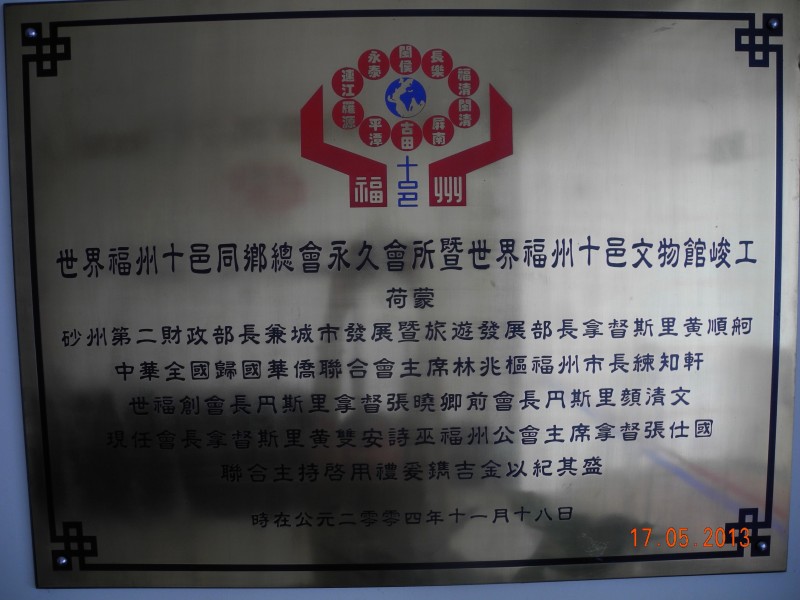 閩侯
長樂
福清
閩清
屏南
古田
平潭
羅源
連江
永泰
福
十邑
州
世界福州十邑同鄉總會永久會所暨世界福州十邑文物館峻工
荷蒙
砂州第二財政部長兼城市發展暨旅遊發展部長拿督斯里黄順舸
中華全國歸國華僑聯合會主席林兆樞福州市長練知軒
世福創會長丹斯里拿督張曉卿前會長丹斯里顏清文
現任會長拿督斯里黄雙安詩巫福州公會主席拿督張仕國
聯合主持啓用禮爰鐫吉金以紀其盛
時在公元二零零四年十一月十八日
17.05.2013